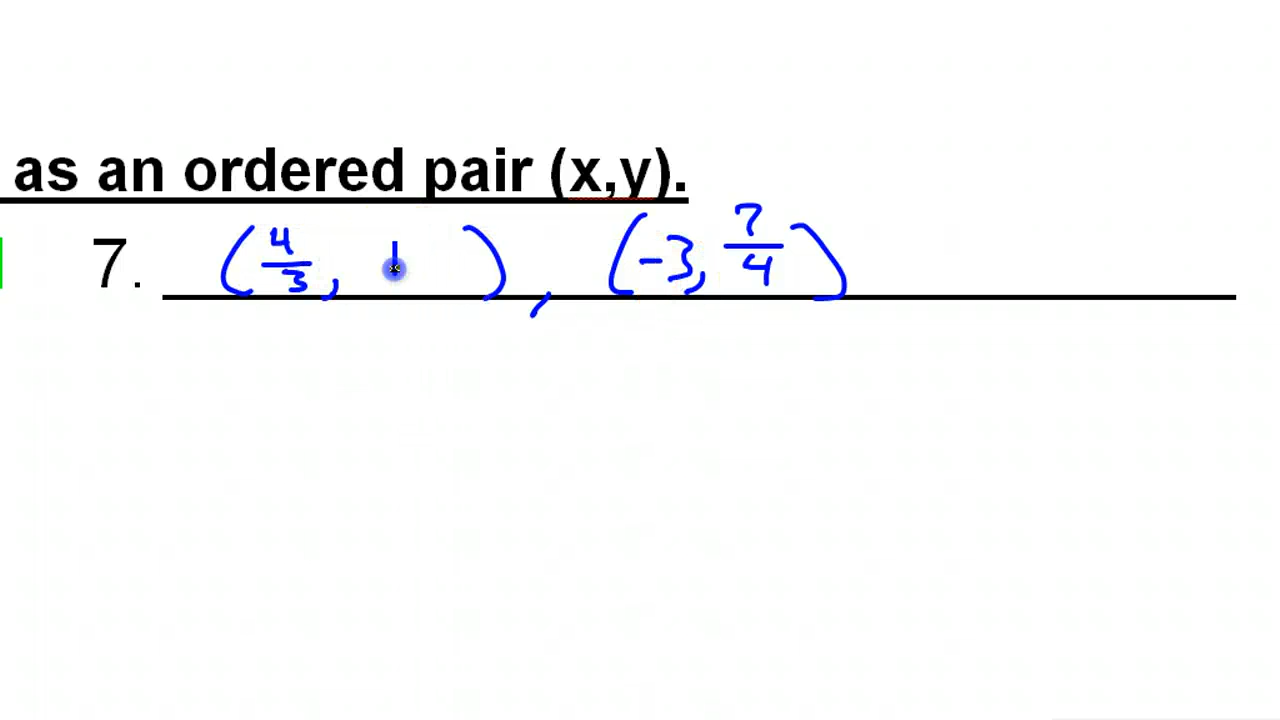 as an ordered pair (x,y).
7. (4/3, 1 ), (-3, 7/4)